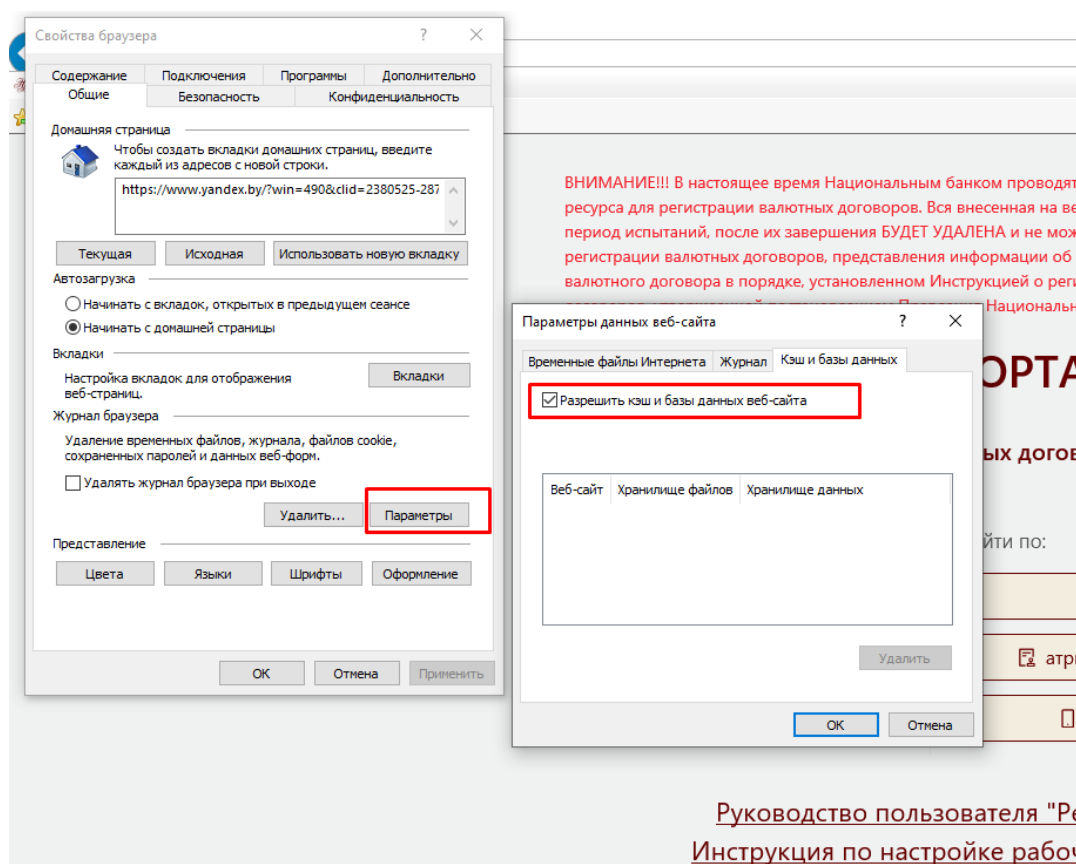 Свойства браузера
Содержание Подключения Программы Дополнительно
Общие Безопасность Конфиденциальность
Домашняя страница
Чтобы создать вкладки домашних страниц, введите
каждый из адресов с новой строки.
https://www.yandex.by/?win=490&clid=2380525-287
Текущая Исходная Использовать новую вкладку
Автозагрузка
Начинать с вкладок, открытых в предыдущем сеансе
Начинать с домашней страницы
Вкладки
Настройка вкладок для отображения
веб-страниц.
Вкладки
Журнал браузера
Удаление временных файлов, журнала, файлов cookie,
сохраненных паролей и данных веб-форм.
Удалять журнал браузера при выходе
Удалить... Параметры
Представление
Цвета Языки Шрифты Оформление
ОК Отмена Применить
ВНИМАНИЕ!!! В настоящее время Национальным банком проводят
ресурса для регистрации валютных договоров. Вся внесенная на ве
период испытаний, после их завершения БУДЕТ УДАЛЕНА и не мож
регистрации валютных договоров, представления информации об
валютного договора в порядке, установленном Инструкцией о реги
Национальн
Параметры данных веб-сайта
Временные файлы Интернета Журнал Кэш и базы данных
Разрешить кэш и базы данных веб-сайта
Веб-сайт Хранилище файлов Хранилище данных
Удалить
ОК Отмена
ОРТА
ых догов
йти по:
атри
Руководство пользователя "Ре
Инструкция по настройке рабоч